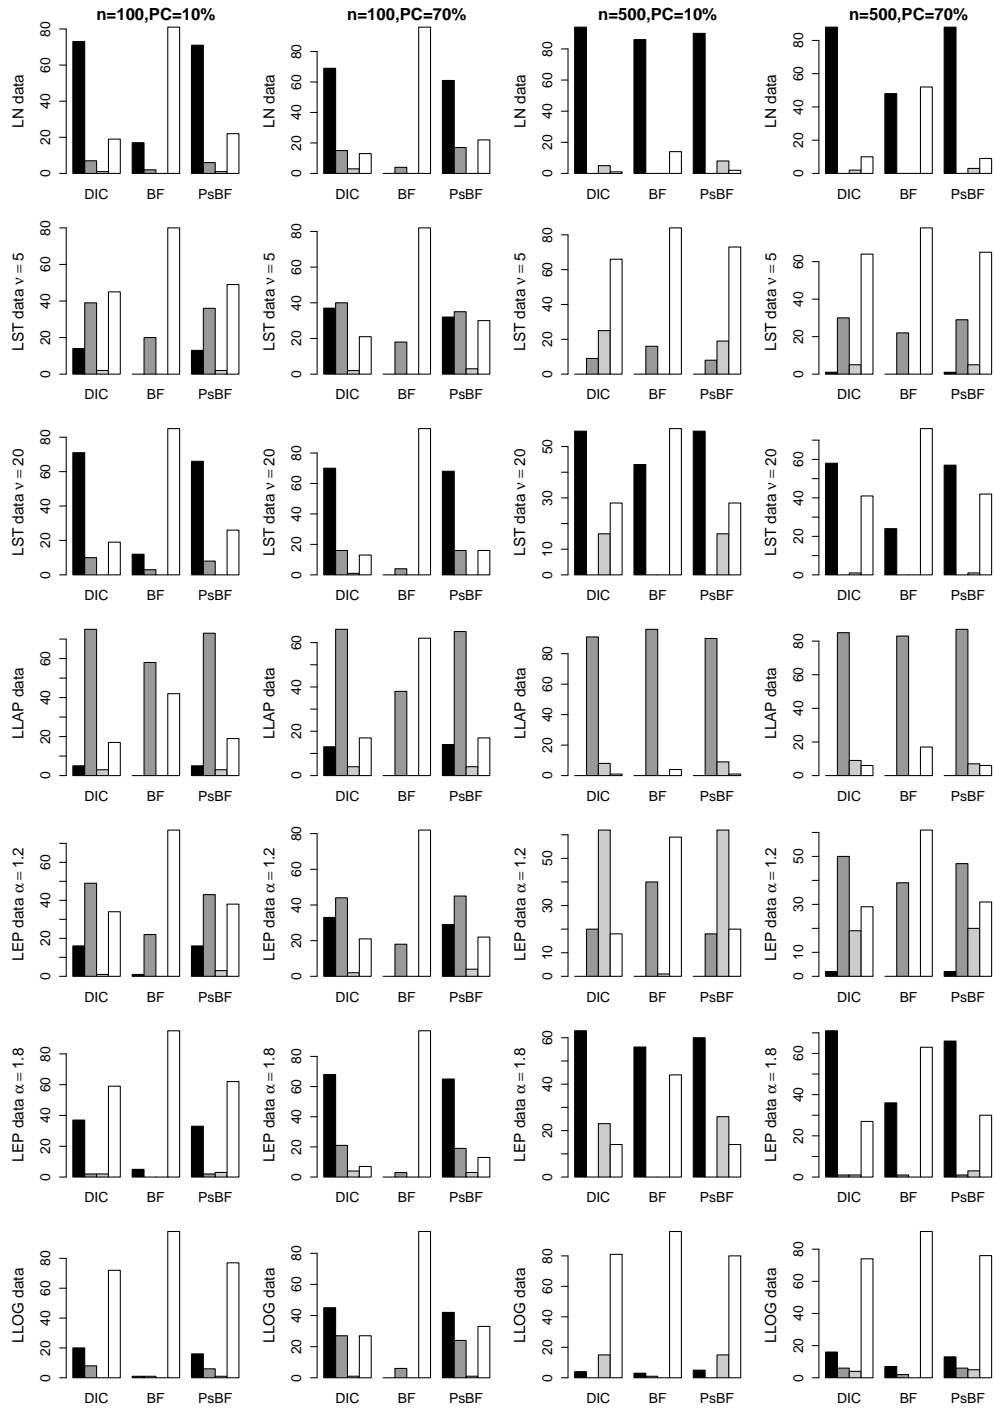 n=100,PC=10%
LN data
0 20 40 60 80
DIC BF PsBF
n=100,PC=70%
LN data
0 20 40 60 80
DIC BF PsBF
n=500,PC=10%
LN data
0 20 40 60 80
DIC BF PsBF
n=500,PC=70%
LN data
0 20 40 60 80
DIC BF PsBF
LST data ν = 5
0 20 40 60 80
DIC BF PsBF
LST data ν = 5
0 20 40 60 80
DIC BF PsBF
LST data ν = 5
0 20 40 60 80
DIC BF PsBF
LST data ν = 5
0 20 40 60
DIC BF PsBF
LST data ν = 20
0 20 40 60 80
DIC BF PsBF
LST data ν = 20
0 20 40 60 80
DIC BF PsBF
LST data ν = 20
0 10 30 50
DIC BF PsBF
LST data ν = 20
0 20 40 60
DIC BF PsBF
LLAP data
0 20 40 60
DIC BF PsBF
LLAP data
0 20 40 60
DIC BF PsBF
LLAP data
0 20 40 60 80
DIC BF PsBF
LLAP data
0 20 40 60 80
DIC BF PsBF
LEP data α = 1.2
0 20 40 60
DIC BF PsBF
LEP data α = 1.2
0 20 40 60 80
DIC BF PsBF
LEP data α = 1.2
0 10 30 50
DIC BF PsBF
LEP data α = 1.2
0 10 30 50
DIC BF PsBF
LEP data α = 1.8
0 20 40 60 80
DIC BF PsBF
LEP data α = 1.8
0 20 40 60 80
DIC BF PsBF
LEP data α = 1.8
0 20 40 60
DIC BF PsBF
LEP data α = 1.8
0 20 40 60
DIC BF PsBF
LLOG data
0 20 40 60 80
DIC BF PsBF
LLOG data
0 20 40 60 80
DIC BF PsBF
LLOG data
0 20 40 60 80
DIC BF PsBF
LLOG data
0 20 40 60 80
DIC BF PsBF